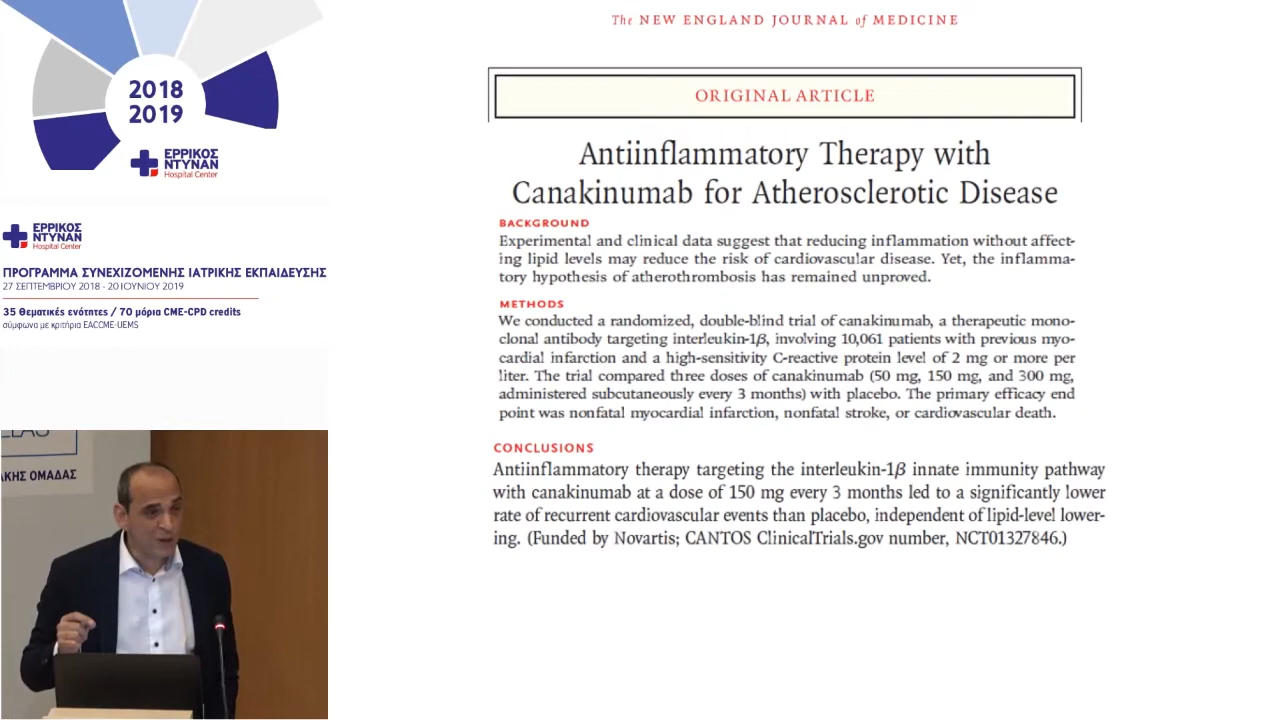 2018
2019
ΕΡΡΙΚΟΣ
ΝΤΥΝΑΝ
Hospital Center
ΕΡΡΙΚΟΣ
ΝΤΥΝΑΝ
Hospital Center
ΠΡΟΓΡΑΜΜΑ ΣΥΝΕΧΙΖΟΜΕΝΗΣ ΙΑΤΡΙΚΗΣ ΕΚΠΑΙΔΕΥΣΗΣ
27 ΣΕΠΤΕΜΒΡΙΟΥ 2018 - 20 ΙΟΥΝΙΟΥ 2019
35 Θεματικές ενότητες / 70 μόρια CME-CPD credits
σύμφωνα με κριτήρια EACCME-UEMS
ΑΚΗΣ ΟΜΑΔΑΣ
The NEW ENGLAND JOURNAL of MEDICINE
ORIGINAL ARTICLE
Antiinflammatory Therapy with
Canakinumab for Atherosclerotic Disease
BACKGROUND
Experimental and clinical data suggest that reducing inflammation without affect-
ing lipid levels may reduce the risk of cardiovascular disease. Yet, the inflamma-
tory hypothesis of atherothrombosis has remained unproved.
METHODS
We conducted a randomized, double-blind trial of canakinumab, a therapeutic mono-
clonal antibody targeting interleukin-1β, involving 10,061 patients with previous myo-
cardial infarction and a high-sensitivity C-reactive protein level of 2 mg or more per
liter. The trial compared three doses of canakinumab (50 mg, 150 mg, and 300 mg,
administered subcutaneously every 3 months) with placebo. The primary efficacy end
point was nonfatal myocardial infarction, nonfatal stroke, or cardiovascular death.
CONCLUSIONS
Antiinflammatory therapy targeting the interleukin-1β innate immunity pathway
with canakinumab at a dose of 150 mg every 3 months led to a significantly lower
rate of recurrent cardiovascular events than placebo, independent of lipid-level lower-
ing. (Funded by Novartis; CANTOS ClinicalTrials.gov number, NCT01327846.)